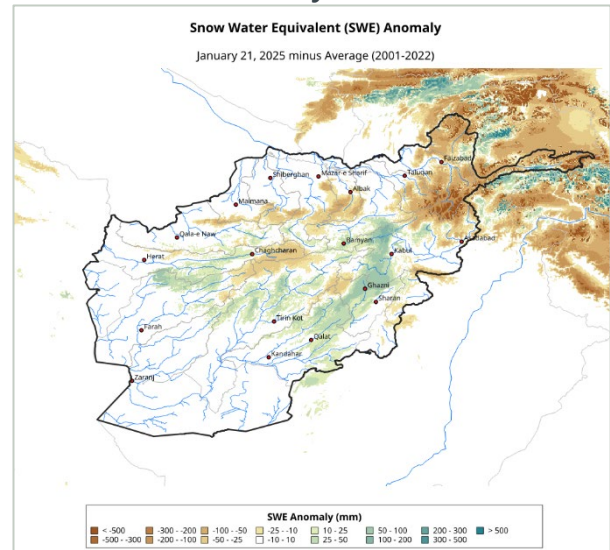 Snow Water Equivalent (SWE) Anomaly
January 21, 2025 minus Average (2001-2022)
Faizabad
Shiberghan
Mazar-e Sharif
Taluqan
Aibak
Maimana
Qala-e Naw
Asadabad
Bamyan
Herat
Chaghcharan
Kabul
Ghazni
Sharan
Tirin Kot
Farah
Qalat
Kandahar
Zaranj
SWE Anomaly (mm)
< -500
-300 - -200
-100 - -50
-25 - -10
10 - 25
50 - 100
200 - 300
> 500
-500 - -300
-200 - -100
-50 - -25
-10 - 10
25 - 50
100 - 200
300 - 500